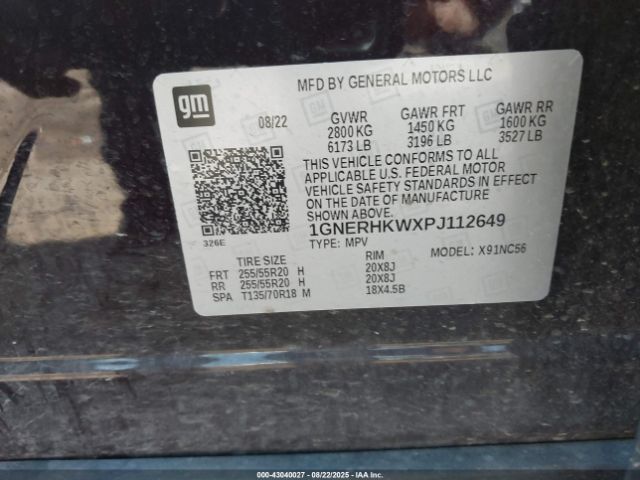 MFD BY GENERAL MOTORS LLC
gm
08/22
GVWR GAWR FRT GAWR RR
2800 KG 1450 KG 1600 KG
6173 LB 3196 LB 3527 LB
THIS VEHICLE CONFORMS TO ALL
APPLICABLE U.S. FEDERAL MOTOR
VEHICLE SAFETY STANDARDS IN EFFECT
ON THE DATE OF MANUFACTURE
SHOWN ABOVE.
1GNERHKWXPJ112649
326E
TYPE: MPV MODEL: X91NC56
TIRE SIZE RIM
FRT 255/55R20 H 20X8J
RR 255/55R20 H 20X8J
SPA T135/70R18 M 18X4.5B
000-43040027 - 08/22/2025 - IAA Inc.